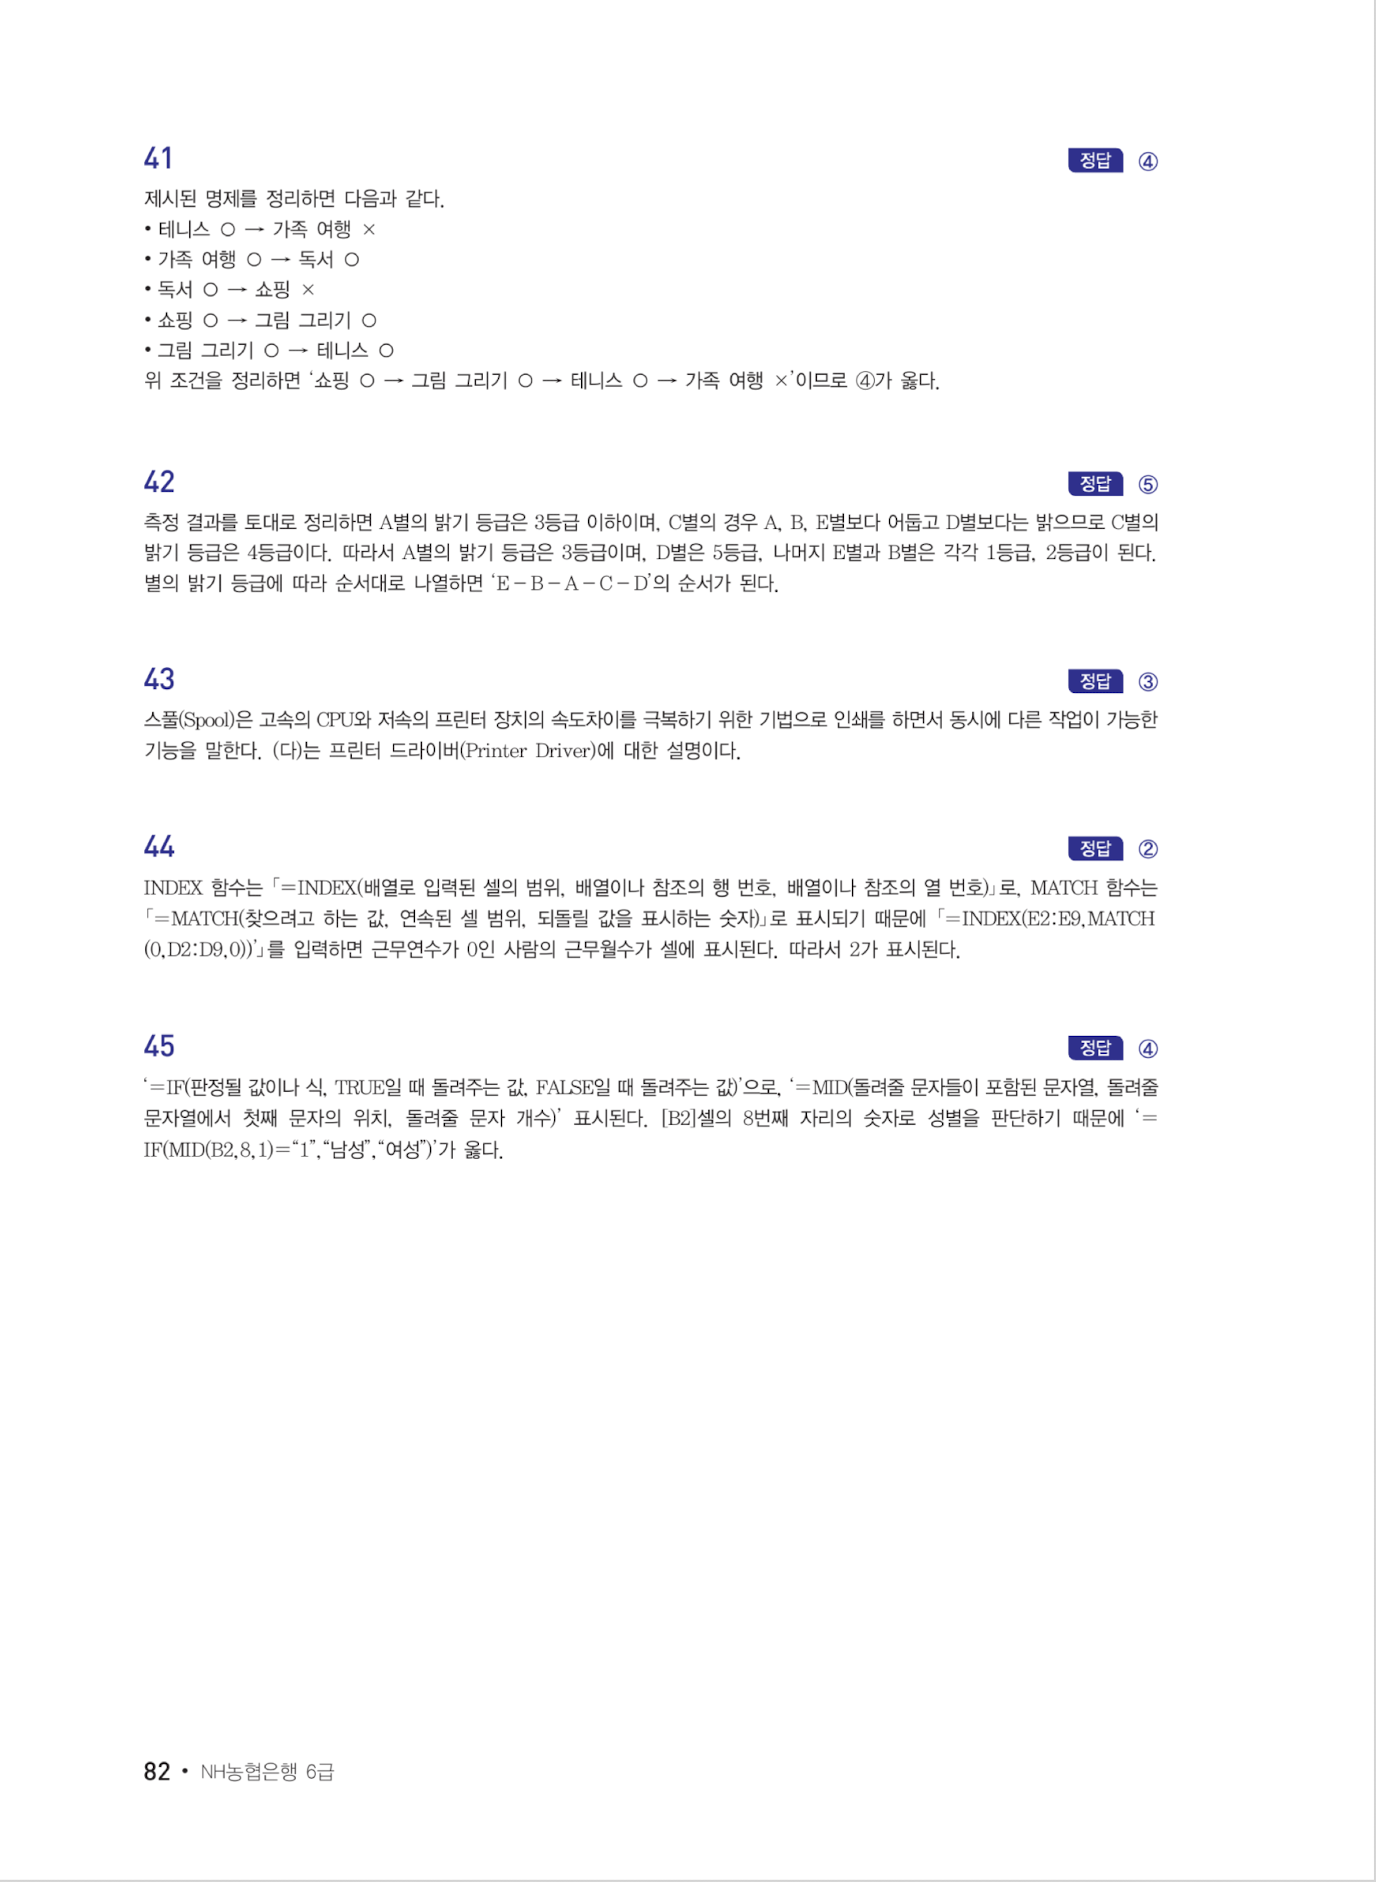 41 정답 ④
제시된 명제를 정리하면 다음과 같다.
• 테니스 ○ → 가족 여행 ×
• 가족 여행 ○ → 독서 ○
• 독서 ○ → 쇼핑 ×
• 쇼핑 ○ → 그림 그리기 ○
• 그림 그리기 ○ → 테니스 ○
위 조건을 정리하면 ‘쇼핑 ○ → 그림 그리기 ○ → 테니스 ○ → 가족 여행 ×’이므로 ④가 옳다.
42 정답 ⑤
측정 결과를 토대로 정리하면 A별의 밝기 등급은 3등급 이하이며, C별의 경우 A, B, E별보다 어둡고 D별보다는 밝으므로 C별의
밝기 등급은 4등급이다. 따라서 A별의 밝기 등급은 3등급이며, D별은 5등급, 나머지 E별과 B별은 각각 1등급, 2등급이 된다.
별의 밝기 등급에 따라 순서대로 나열하면 ‘E－B－A－C－D’의 순서가 된다.
43 정답 ③
스풀(Spool)은 고속의 CPU와 저속의 프린터 장치의 속도차이를 극복하기 위한 기법으로 인쇄를 하면서 동시에 다른 작업이 가능한
기능을 말한다. (다)는 프린터 드라이버(Printer Driver)에 대한 설명이다.
44 정답 ②
INDEX 함수는 「=INDEX(배열로 입력된 셀의 범위, 배열이나 참조의 행 번호, 배열이나 참조의 열 번호)」로, MATCH 함수는
「=MATCH(찾으려고 하는 값, 연속된 셀 범위, 되돌릴 값을 표시하는 숫자)」로 표시되기 때문에 「=INDEX(E2:E9,MATCH
(0,D2:D9,0))’」를 입력하면 근무연수가 0인 사람의 근무월수가 셀에 표시된다. 따라서 2가 표시된다.
45 정답 ④
‘=IF(판정될 값이나 식, TRUE일 때 돌려주는 값, FALSE일 때 돌려주는 값)’으로, ‘=MID(돌려줄 문자들이 포함된 문자열, 돌려줄
문자열에서 첫째 문자의 위치, 돌려줄 문자 개수)’ 표시된다. [B2]셀의 8번째 자리의 숫자로 성별을 판단하기 때문에 ‘=
IF(MID(B2,8,1)=“1”,“남성”,“여성”)’가 옳다.
82 • NH농협은행 6급